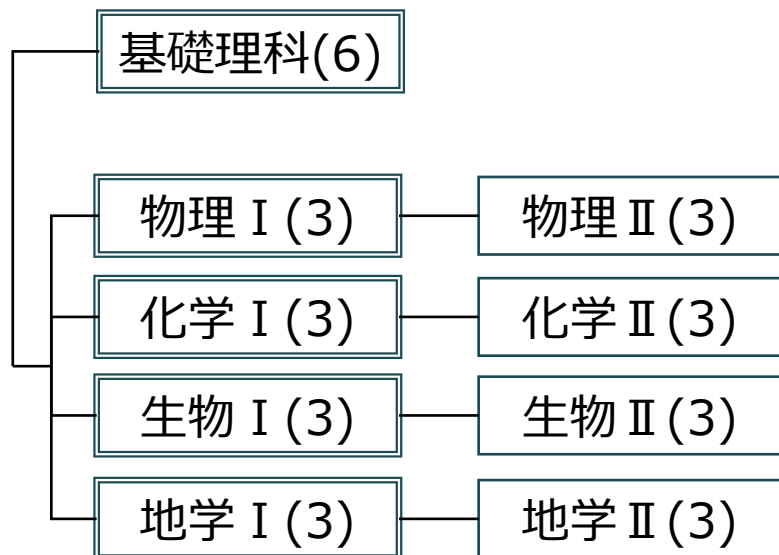 基礎理科(6)
物理Ⅰ(3)
物理Ⅱ(3)
化学Ⅰ(3)
化学Ⅱ(3)
生物Ⅰ(3)
生物Ⅱ(3)
地学Ⅰ(3)
地学Ⅱ(3)